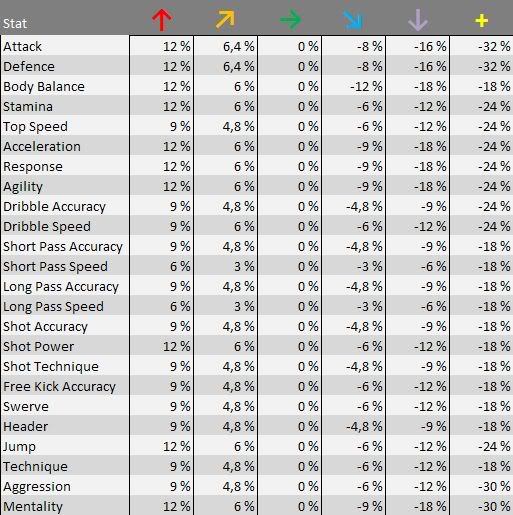 Stat ↑ ↗ → ↘ ↓ +
Attack 12 % 6,4 % 0 % -8 % -16 % -32 %
Defence 12 % 6,4 % 0 % -8 % -16 % -32 %
Body Balance 12 % 6 % 0 % -12 % -18 % -18 %
Stamina 12 % 6 % 0 % -6 % -12 % -24 %
Top Speed 9 % 4,8 % 0 % -6 % -12 % -24 %
Acceleration 12 % 6 % 0 % -9 % -18 % -24 %
Response 12 % 6 % 0 % -9 % -18 % -24 %
Agility 12 % 6 % 0 % -9 % -18 % -24 %
Dribble Accuracy 9 % 4,8 % 0 % -4,8 % -9 % -24 %
Dribble Speed 9 % 6 % 0 % -6 % -12 % -24 %
Short Pass Accuracy 9 % 4,8 % 0 % -4,8 % -9 % -18 %
Short Pass Speed 6 % 3 % 0 % -3 % -6 % -18 %
Long Pass Accuracy 9 % 4,8 % 0 % -4,8 % -9 % -18 %
Long Pass Speed 6 % 3 % 0 % -3 % -6 % -18 %
Shot Accuracy 9 % 4,8 % 0 % -4,8 % -9 % -18 %
Shot Power 12 % 6 % 0 % -6 % -12 % -18 %
Shot Technique 9 % 4,8 % 0 % -4,8 % -9 % -18 %
Free Kick Accuracy 9 % 4,8 % 0 % -6 % -12 % -18 %
Swerve 9 % 4,8 % 0 % -6 % -12 % -18 %
Header 9 % 4,8 % 0 % -4,8 % -9 % -18 %
Jump 12 % 6 % 0 % -6 % -12 % -24 %
Technique 9 % 4,8 % 0 % -6 % -12 % -18 %
Aggression 9 % 4,8 % 0 % -6 % -12 % -30 %
Mentality 12 % 6 % 0 % -9 % -18 % -30 %